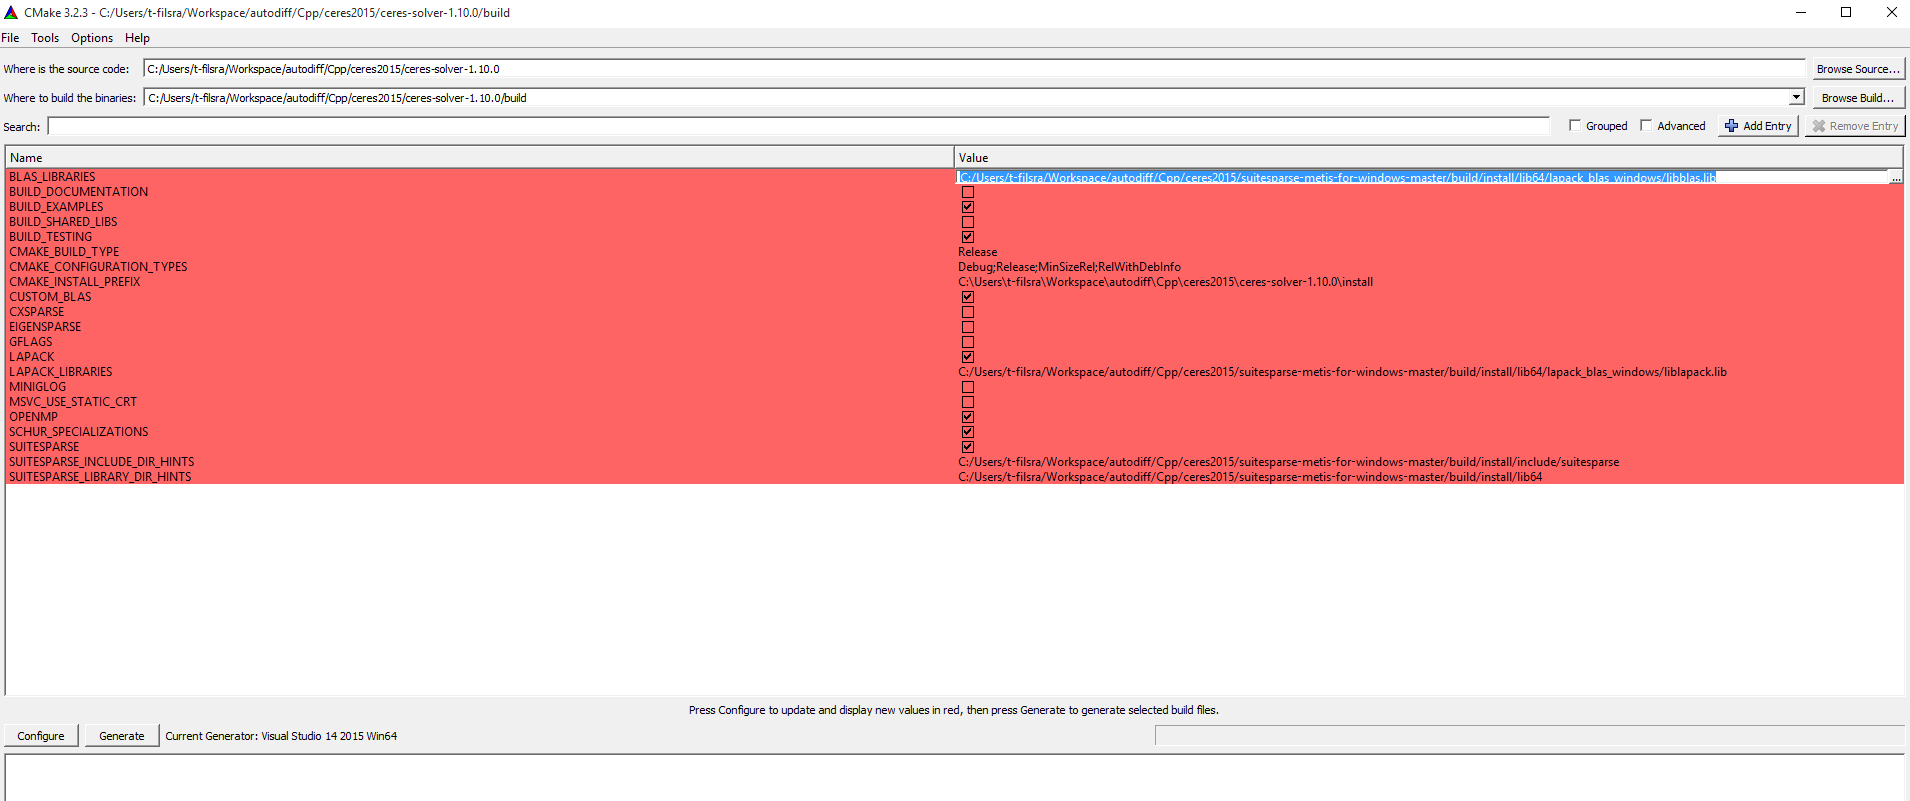 CMake 3.2.3 - C:/Users/t-filsra/Workspace/autodiff/Cpp/ceres2015/ceres-solver-1.10.0/build
File Tools Options Help
Where is the source code: C:/Users/t-filsra/Workspace/autodiff/Cpp/ceres2015/ceres-solver-1.10.0 Browse Source...
Where to build the binaries: C:/Users/t-filsra/Workspace/autodiff/Cpp/ceres2015/ceres-solver-1.10.0/build Browse Build...
Search: Grouped Advanced Add Entry Remove Entry
Name Value
BLAS_LIBRARIES C:/Users/t-filsra/Workspace/autodiff/Cpp/ceres2015/suitesparse-metis-for-windows-master/build/install/lib64/lapack_blas_windows/libblas.lib ...
BUILD_DOCUMENTATION
BUILD_EXAMPLES
BUILD_SHARED_LIBS
BUILD_TESTING
CMAKE_BUILD_TYPE Release
CMAKE_CONFIGURATION_TYPES Debug;Release;MinSizeRel;RelWithDebInfo
CMAKE_INSTALL_PREFIX C:\Users\t-filsra\Workspace\autodiff\Cpp\ceres2015\ceres-solver-1.10.0\install
CUSTOM_BLAS
CXSPARSE
EIGENSPARSE
GFLAGS
LAPACK
LAPACK_LIBRARIES C:/Users/t-filsra/Workspace/autodiff/Cpp/ceres2015/suitesparse-metis-for-windows-master/build/install/lib64/lapack_blas_windows/liblapack.lib
MINIGLOG
MSVC_USE_STATIC_CRT
OPENMP
SCHUR_SPECIALIZATIONS
SUITESPARSE
SUITESPARSE_INCLUDE_DIR_HINTS C:/Users/t-filsra/Workspace/autodiff/Cpp/ceres2015/suitesparse-metis-for-windows-master/build/install/include/suitesparse
SUITESPARSE_LIBRARY_DIR_HINTS C:/Users/t-filsra/Workspace/autodiff/Cpp/ceres2015/suitesparse-metis-for-windows-master/build/install/lib64
Press Configure to update and display new values in red, then press Generate to generate selected build files.
Configure Generate Current Generator: Visual Studio 14 2015 Win64